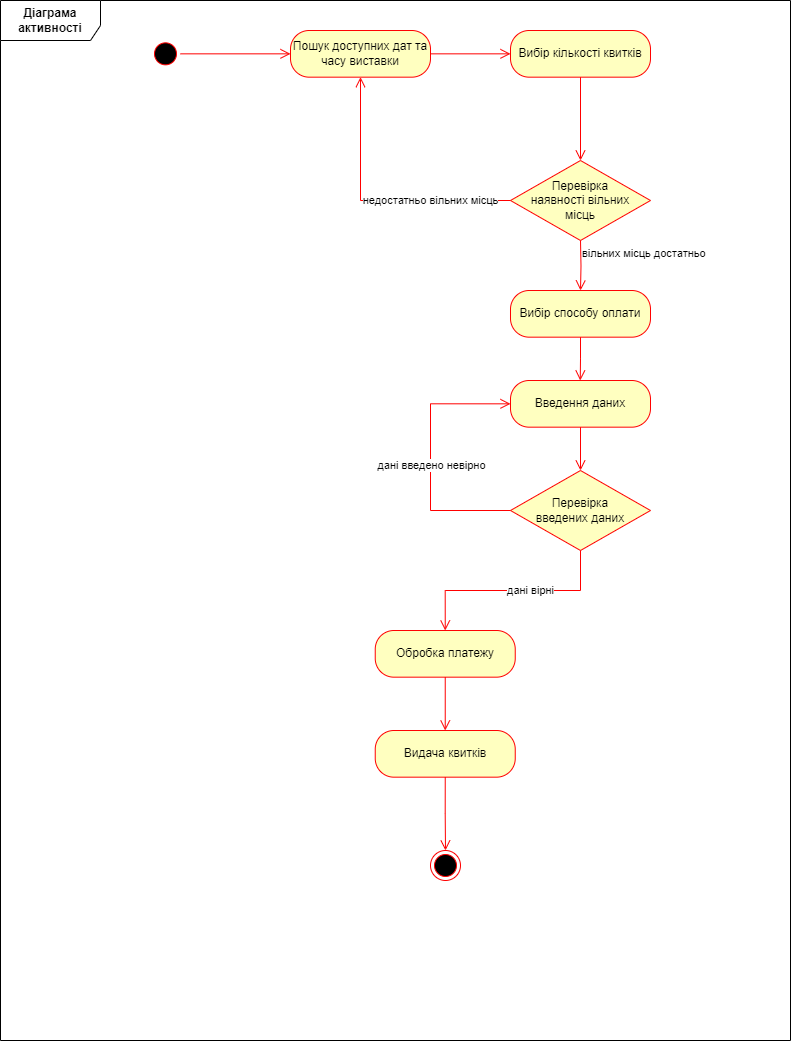 Діаграма
активності
Пошук доступних дат та
часу виставки
Вибір кількості квитків
Перевірка
наявності вільних
місць
недостатньо вільних місць
вільних місць достатньо
Вибір способу оплати
Введення даних
дані введено невірно
Перевірка
введених даних
дані вірні
Обробка платежу
Видача квитків